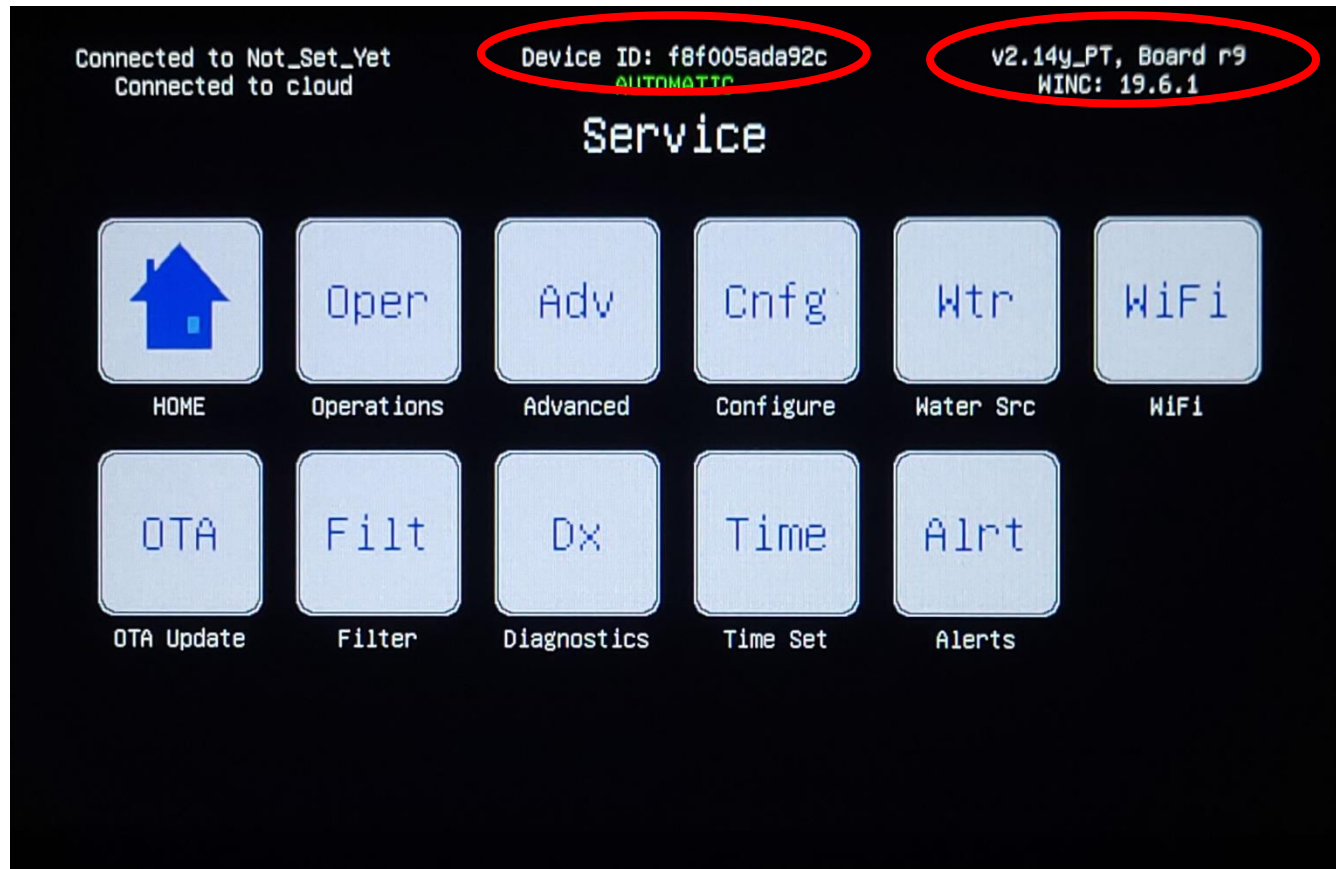 Connected to Not_Set_Yet
Connected to cloud
Device ID: f8f005ada92c
AUTOMATIC
v2.14y_PT, Board r9
WINC: 19.6.1
Service
Oper
Adv
Cnfg
Wtr
WiFi
HOME
Operations
Advanced
Configure
Water Src
WiFi
OTA
Filt
Dx
Time
Alrt
OTA Update
Filter
Diagnostics
Time Set
Alerts